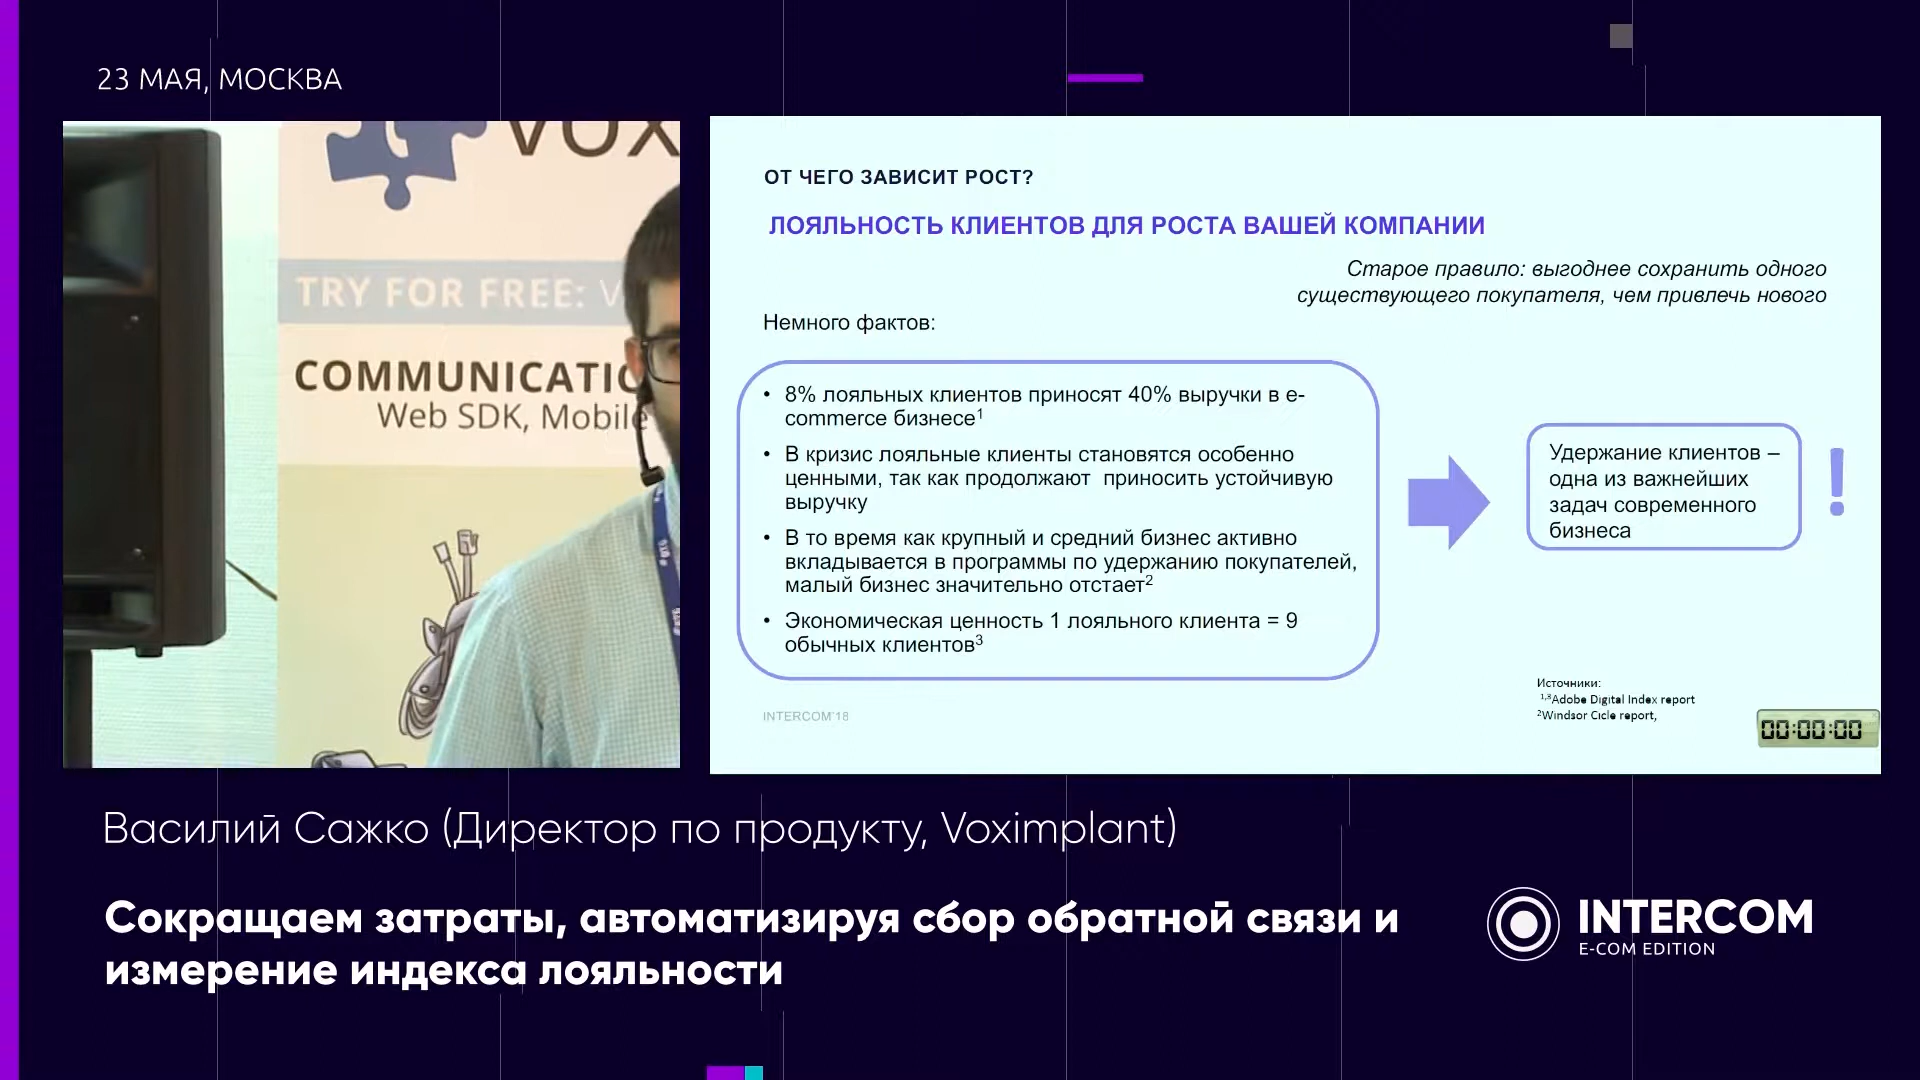 23 МАЯ, МОСКВА
TRY FOR FREE:
Web SDK, Mobile
ОТ ЧЕГО ЗАВИСИТ РОСТ?
ЛОЯЛЬНОСТЬ КЛИЕНТОВ ДЛЯ РОСТА ВАШЕЙ КОМПАНИИ
Старое правило: выгоднее сохранить одного
существующего покупателя, чем привлечь нового
Немного фактов:
• 8% лояльных клиентов приносят 40% выручки в e-
commerce бизнесе¹
• В кризис лояльные клиенты становятся особенно
ценными, так как продолжают приносить устойчивую
выручку
• В то время как крупный и средний бизнес активно
вкладывается в программы по удержанию покупателей,
малый бизнес значительно отстает²
• Экономическая ценность 1 лояльного клиента = 9
обычных клиентов³
Удержание клиентов –
одна из важнейших
задач современного
бизнеса
!
Источники:
¹,³Adobe Digital Index report
²Windsor Cicle report,
INTERCOM'18
00:00:00
Василий Сажко (Директор по продукту, Voximplant)
Сокращаем затраты, автоматизируя сбор обратной связи и
измерение индекса лояльности
INTERCOM
E-COM EDITION